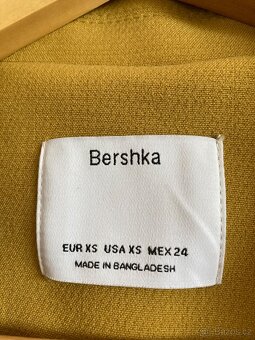 Bershka
EUR XS USA XS MEX 24
MADE IN BANGLADESH